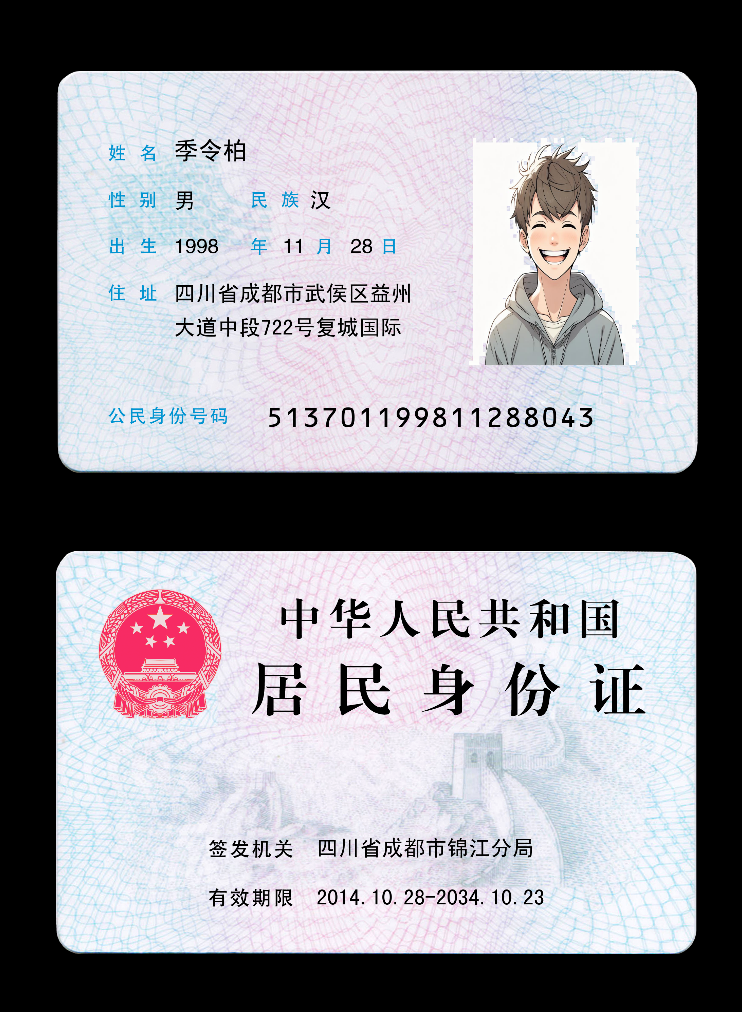 姓名 季令柏
性别 男 民族 汉
出生 1998 年 11 月 28 日
住址 四川省成都市武侯区益州
大道中段722号复城国际
公民身份号码 513701199811288043
中华人民共和国
居民身份证
签发机关 四川省成都市锦江分局
有效期限 2014.10.28-2034.10.23